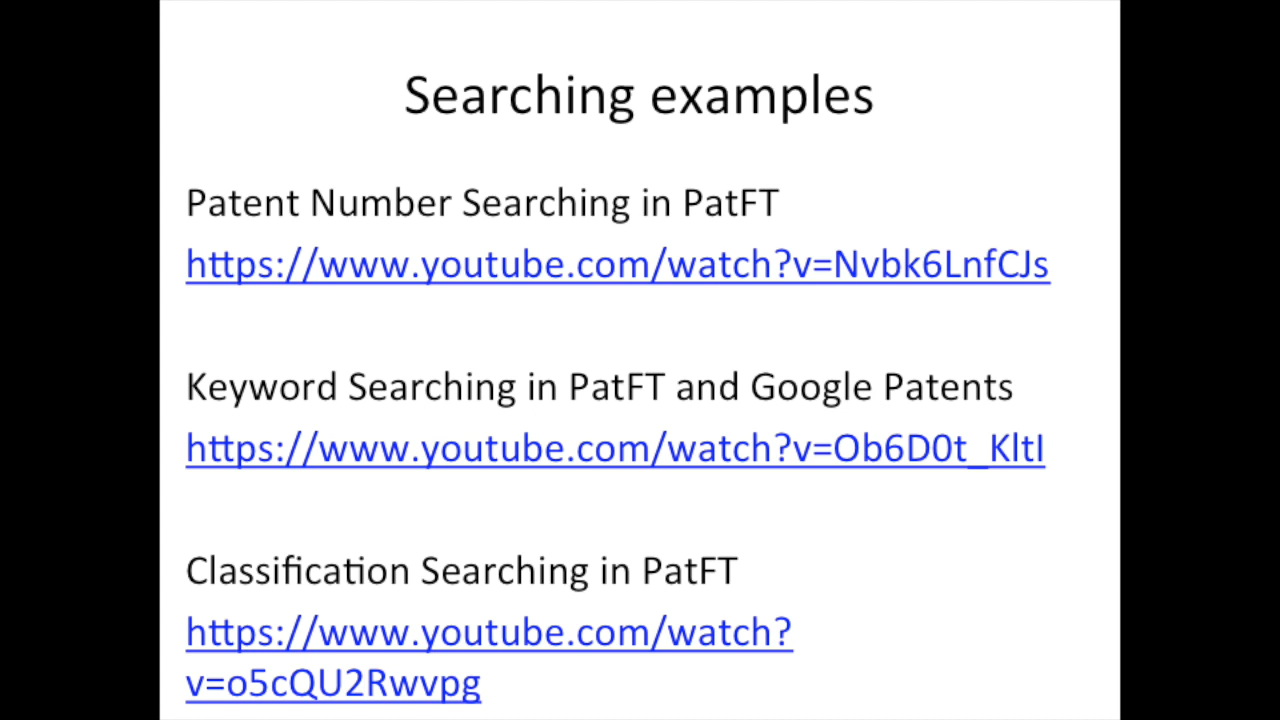 Searching examples
Patent Number Searching in PatFT
https://www.youtube.com/watch?v=Nvbk6LnfCJs
Keyword Searching in PatFT and Google Patents
https://www.youtube.com/watch?v=Ob6D0t_KltI
Classification Searching in PatFT
https://www.youtube.com/watch?
v=o5cQU2Rwvpg